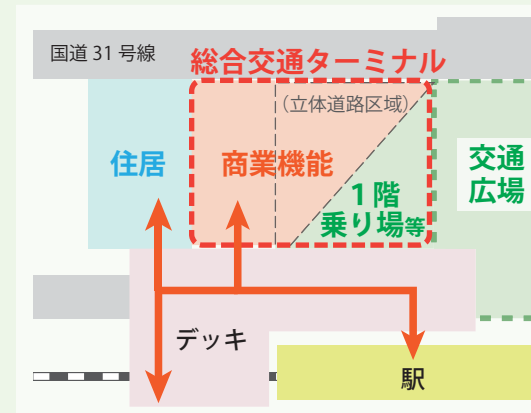 国道 31 号線
総合交通ターミナル
(立体道路区域)
住居
商業機能
1階
乗り場等
交通
広場
デッキ
駅